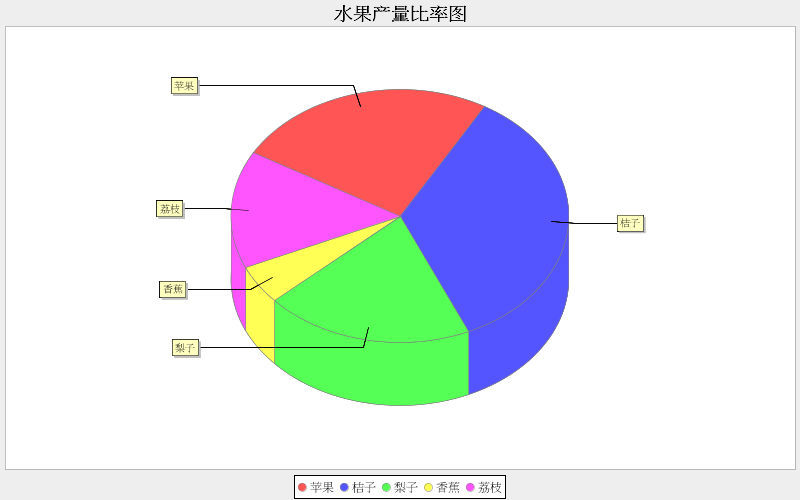 水果产量比率图
苹果
荔枝
桔子
香蕉
梨子
苹果 桔子 梨子 香蕉 荔枝